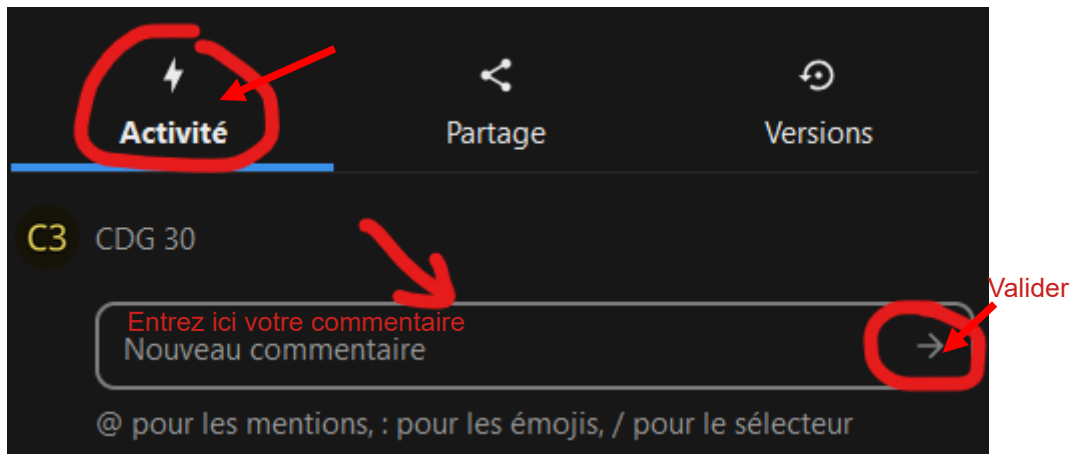 Activité
Partage
Versions
C3 CDG 30
Valider
Entrez ici votre commentaire
Nouveau commentaire
@ pour les mentions, : pour les émojis, / pour le sélecteur